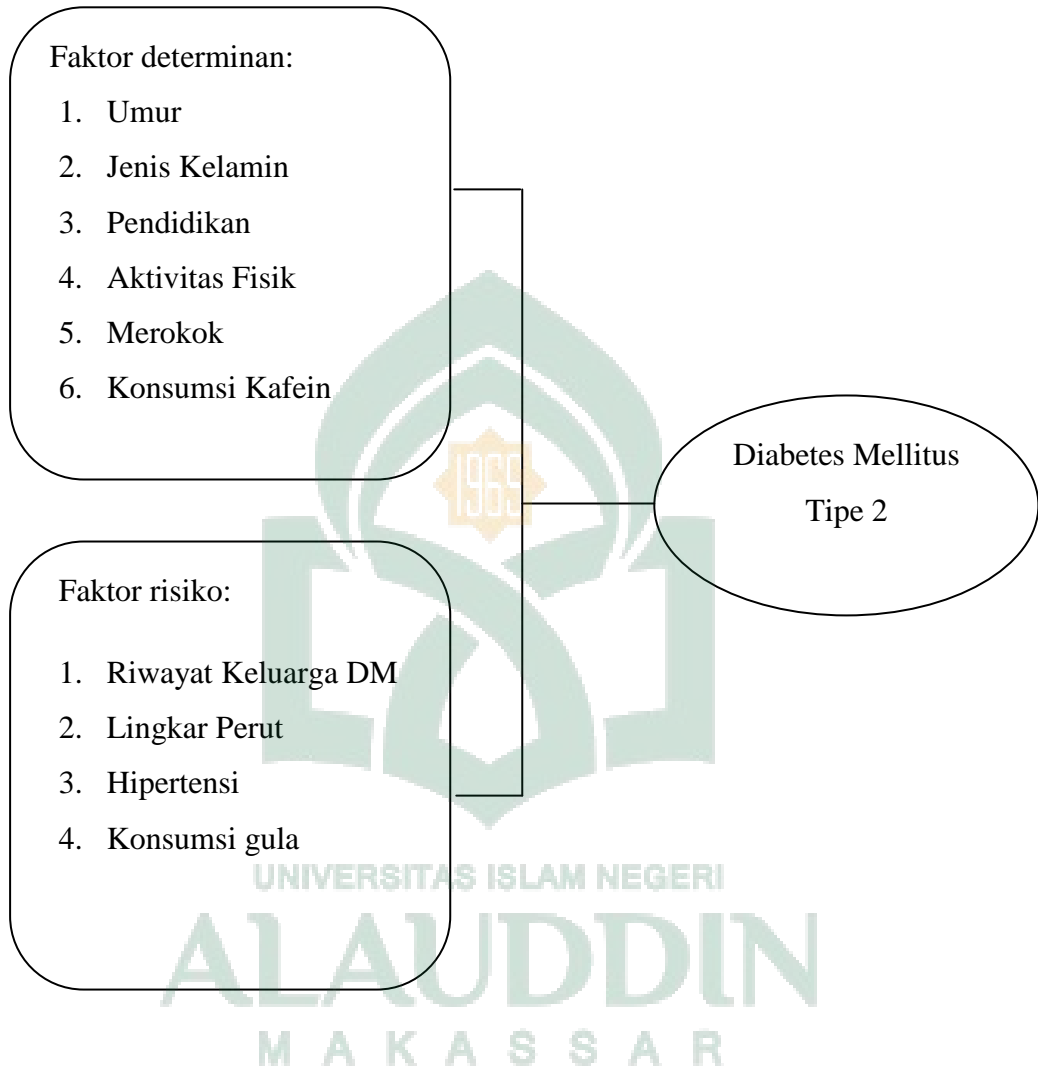 Faktor determinan:
1. Umur
2. Jenis Kelamin
3. Pendidikan
4. Aktivitas Fisik
5. Merokok
6. Konsumsi Kafein
Diabetes Mellitus
Tipe 2
Faktor risiko:
1. Riwayat Keluarga DM
2. Lingkar Perut
3. Hipertensi
4. Konsumsi gula
1965
UNIVERSITAS ISLAM NEGERI
ALAUDDIN
MAKASSAR